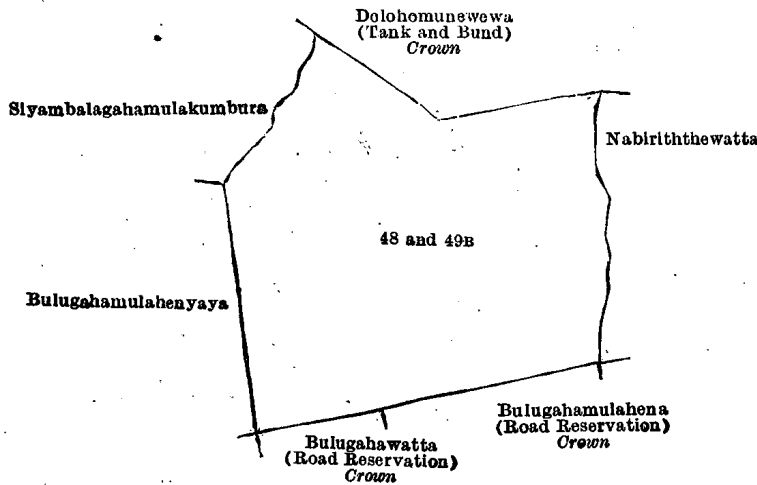 Dolohomunewewa
(Tank and Bund)
Crown
Siyambalagahamulakumbura
Nabiriththewatta
48 and 49B
Bulugahamulahenyaya
Bulugahamulahena
(Road Reservation)
Crown
Bulugahawatta
(Road Reservation)
Crown